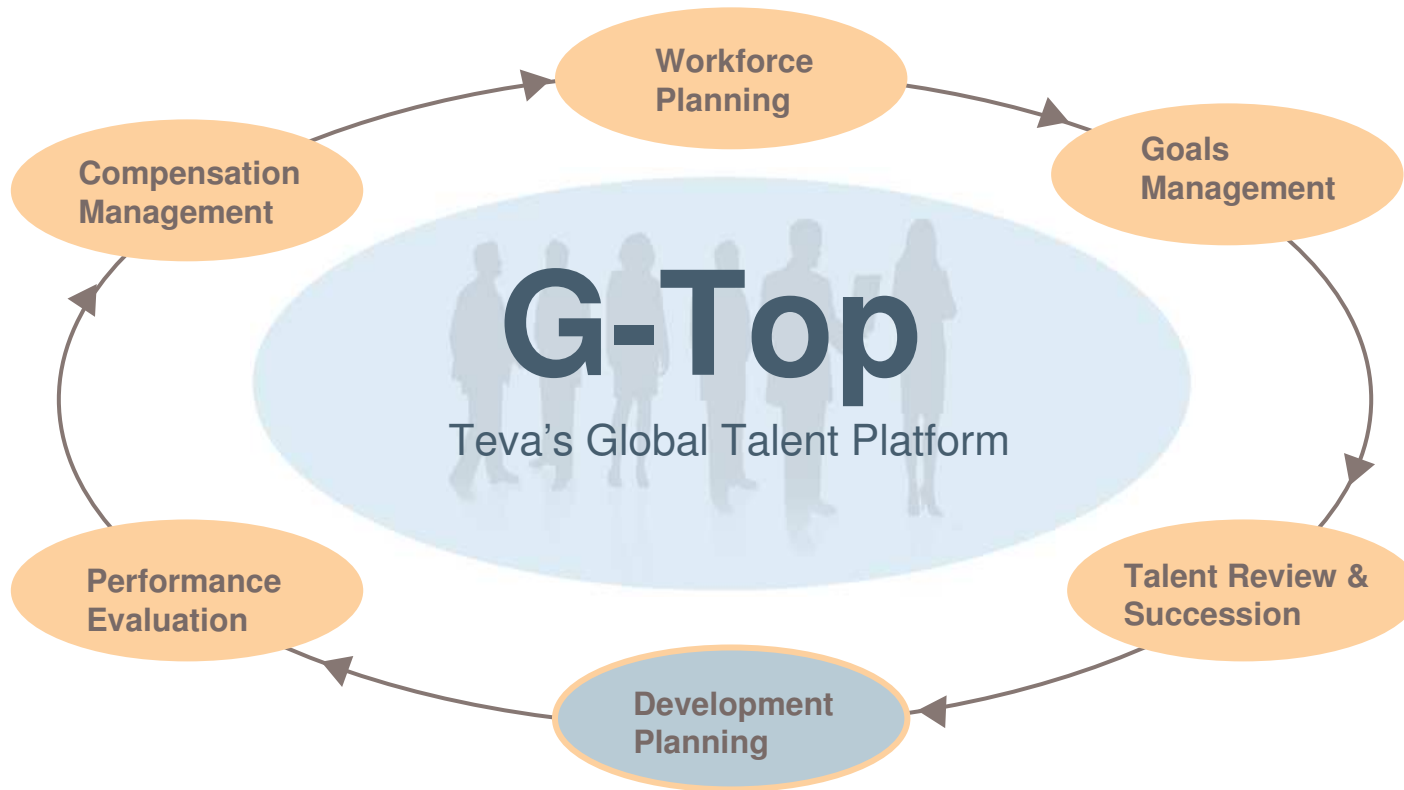 Workforce
Planning
Goals
Management
Compensation
Management
G-Top
Teva's Global Talent Platform
Talent Review &
Succession
Performance
Evaluation
Development
Planning